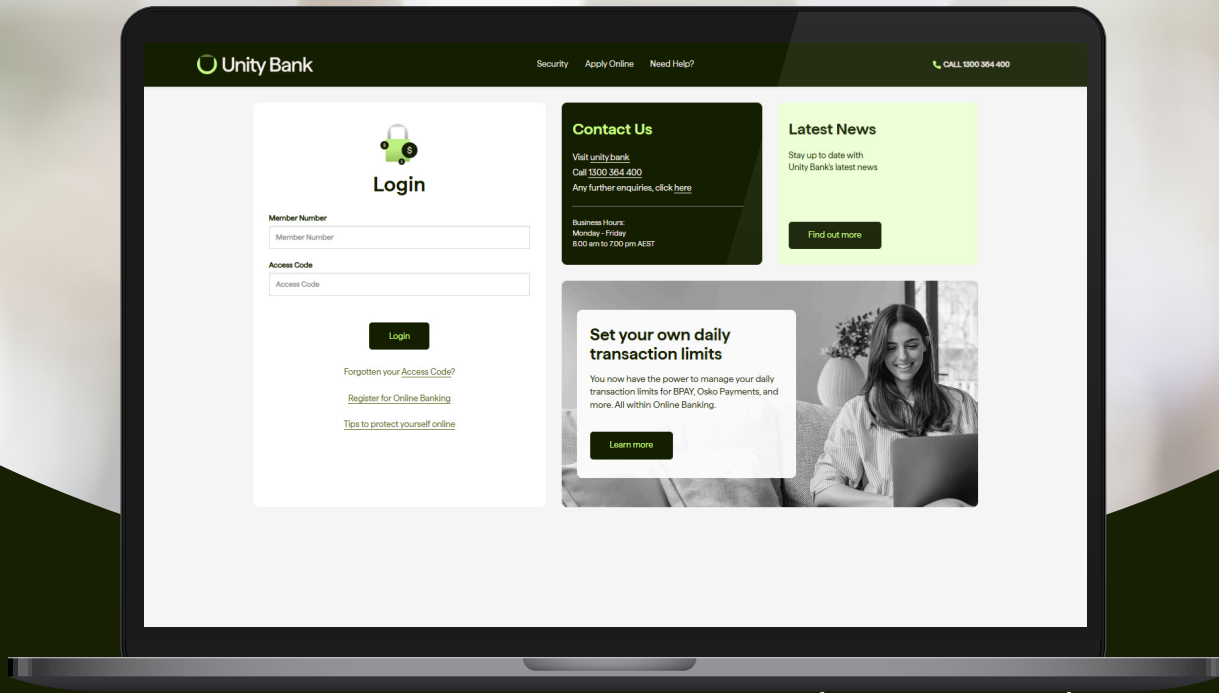 Unity Bank
Security Apply Online Need Help?
CALL 1300 364 400
$
Login
Member Number
Member Number
Access Code
Access Code
Login
Forgotten your Access Code?
Register for Online Banking
Tips to protect yourself online
Contact Us
Visit unity.bank
Call 1300 364 400
Any further enquiries, click here
Business Hours:
Monday - Friday
8.00 am to 7.00 pm AEST
Latest News
Stay up to date with
Unity Bank's latest news
Find out more
Set your own daily
transaction limits
You now have the power to manage your daily
transaction limits for BPAY, Osko Payments, and
more. All within Online Banking.
Learn more